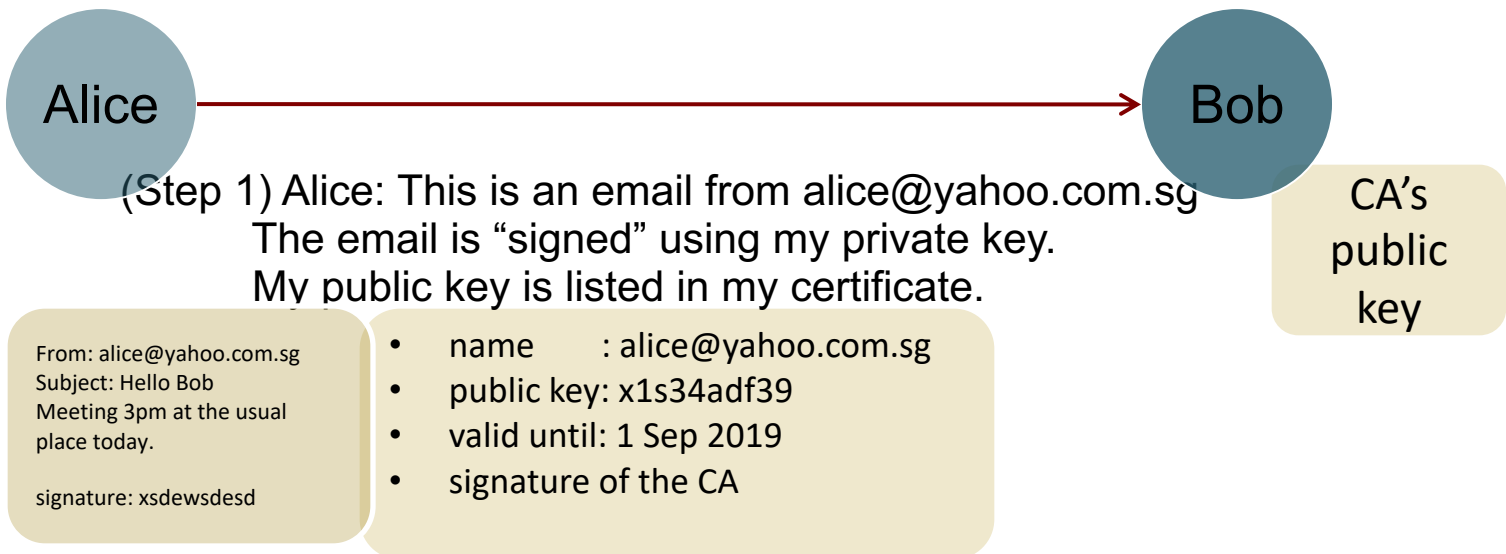 Alice
Bob
(Step 1) Alice: This is an email from alice@yahoo.com.sg
The email is “signed” using my private key.
My public key is listed in my certificate.
CA’s
public
key
From: alice@yahoo.com.sg
Subject: Hello Bob
Meeting 3pm at the usual
place today.
signature: xsdewsdesd
• name : alice@yahoo.com.sg
• public key: x1s34adf39
• valid until: 1 Sep 2019
• signature of the CA